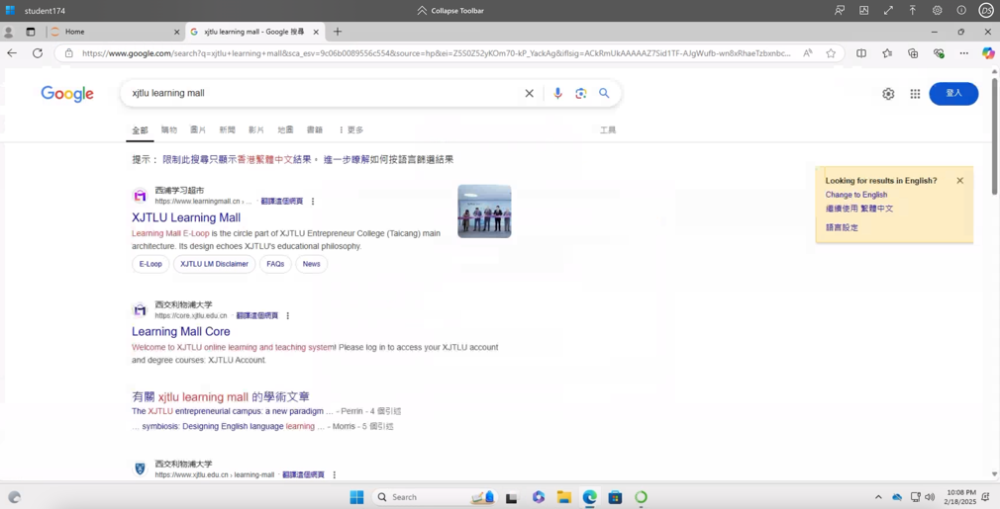 student174
Collapse Toolbar
DS
Home
xjtlu learning mall - Google 搜尋
https://www.google.com/search?q=xjtlu+learning+mall&sca_esv=9c06b0889556c554&source=hp&ei=Z550Z52yKOm70-kP_YackAg&iflsig=ACkRmUkAAAAAZ7Sid1TF-AJgWufb-wn8xRhaeTzbxnbc...
Google
xjtlu learning mall
登入
全部 購物 圖片 新聞 影片 地圖 書籍 更多
工具
提示： 限制此搜尋只顯示香港繁體中文結果。 進一步瞭解如何按語言篩選結果
Looking for results in English?
Change to English
繼續使用 繁體中文
語言設定
西浦学习超市
https://www.learningmall.cn › ... · 翻譯這個網頁
XJTLU Learning Mall
Learning Mall E-Loop is the circle part of XJTLU Entrepreneur College (Taicang) main
architecture. Its design echoes XJTLU's educational philosophy.
E-Loop XJTLU LM Disclaimer FAQs News
西交利物浦大学
https://core.xjtlu.edu.cn · 翻譯這個網頁
Learning Mall Core
Welcome to XJTLU online learning and teaching system! Please log in to access your XJTLU account
and degree courses: XJTLU Account.
有關 xjtlu learning mall 的學術文章
The XJTLU entrepreneurial campus: a new paradigm ... - Perrin - 4 個引述
... symbiosis: Designing English language learning ... - Morris - 5 個引述
西交利物浦大学
https://www.xjtlu.edu.cn › learning-mall · 翻譯這個網頁
Search
10:08 PM
2/18/2025